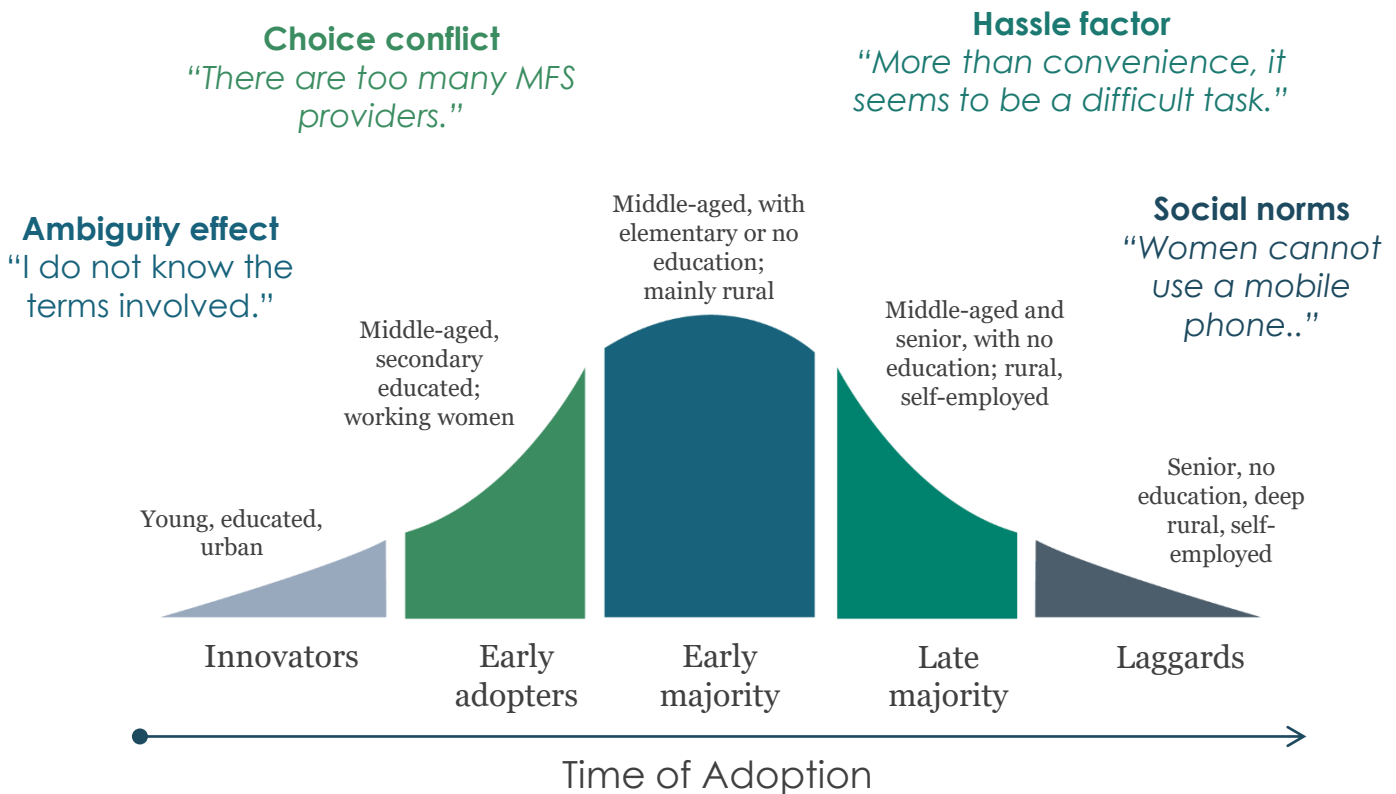 Choice conflict
“There are too many MFS
providers.”
Hassle factor
“More than convenience, it
seems to be a difficult task.”
Ambiguity effect
“I do not know the
terms involved.”
Social norms
“Women cannot
use a mobile
phone..”
Young, educated,
urban
Middle-aged,
secondary
educated;
working women
Middle-aged, with
elementary or no
education;
mainly rural
Middle-aged and
senior, with no
education; rural,
self-employed
Senior, no
education, deep
rural, self-
employed
Innovators
Early
adopters
Early
majority
Late
majority
Laggards
Time of Adoption